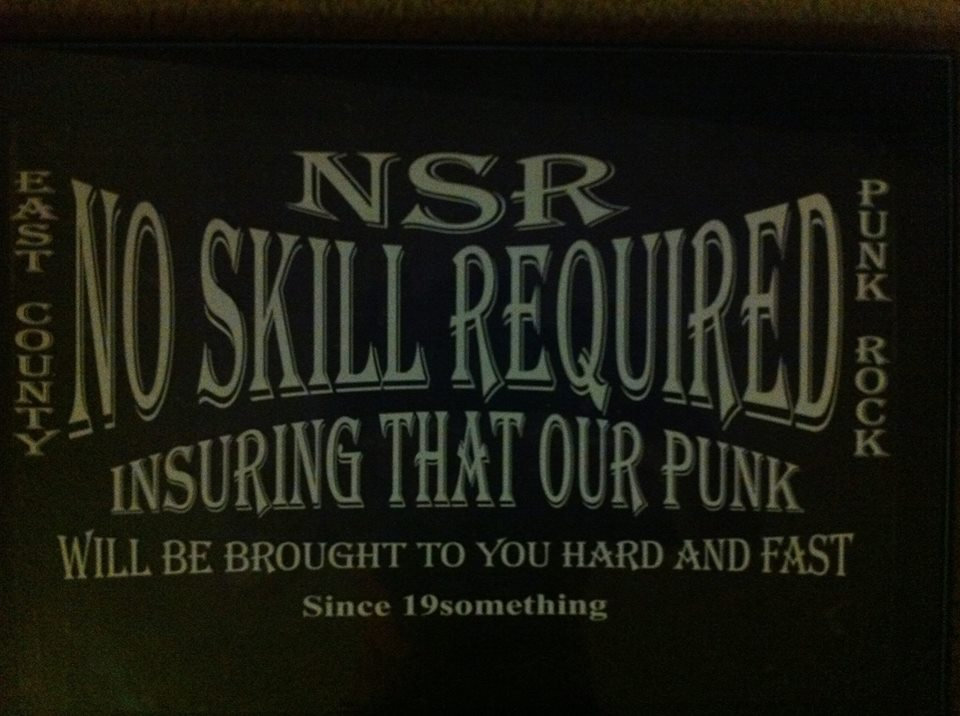 NSR
EAST COUNTY
NO SKILL REQUIRED
PUNK ROCK
INSURING THAT OUR PUNK
WILL BE BROUGHT TO YOU HARD AND FAST
Since 19something